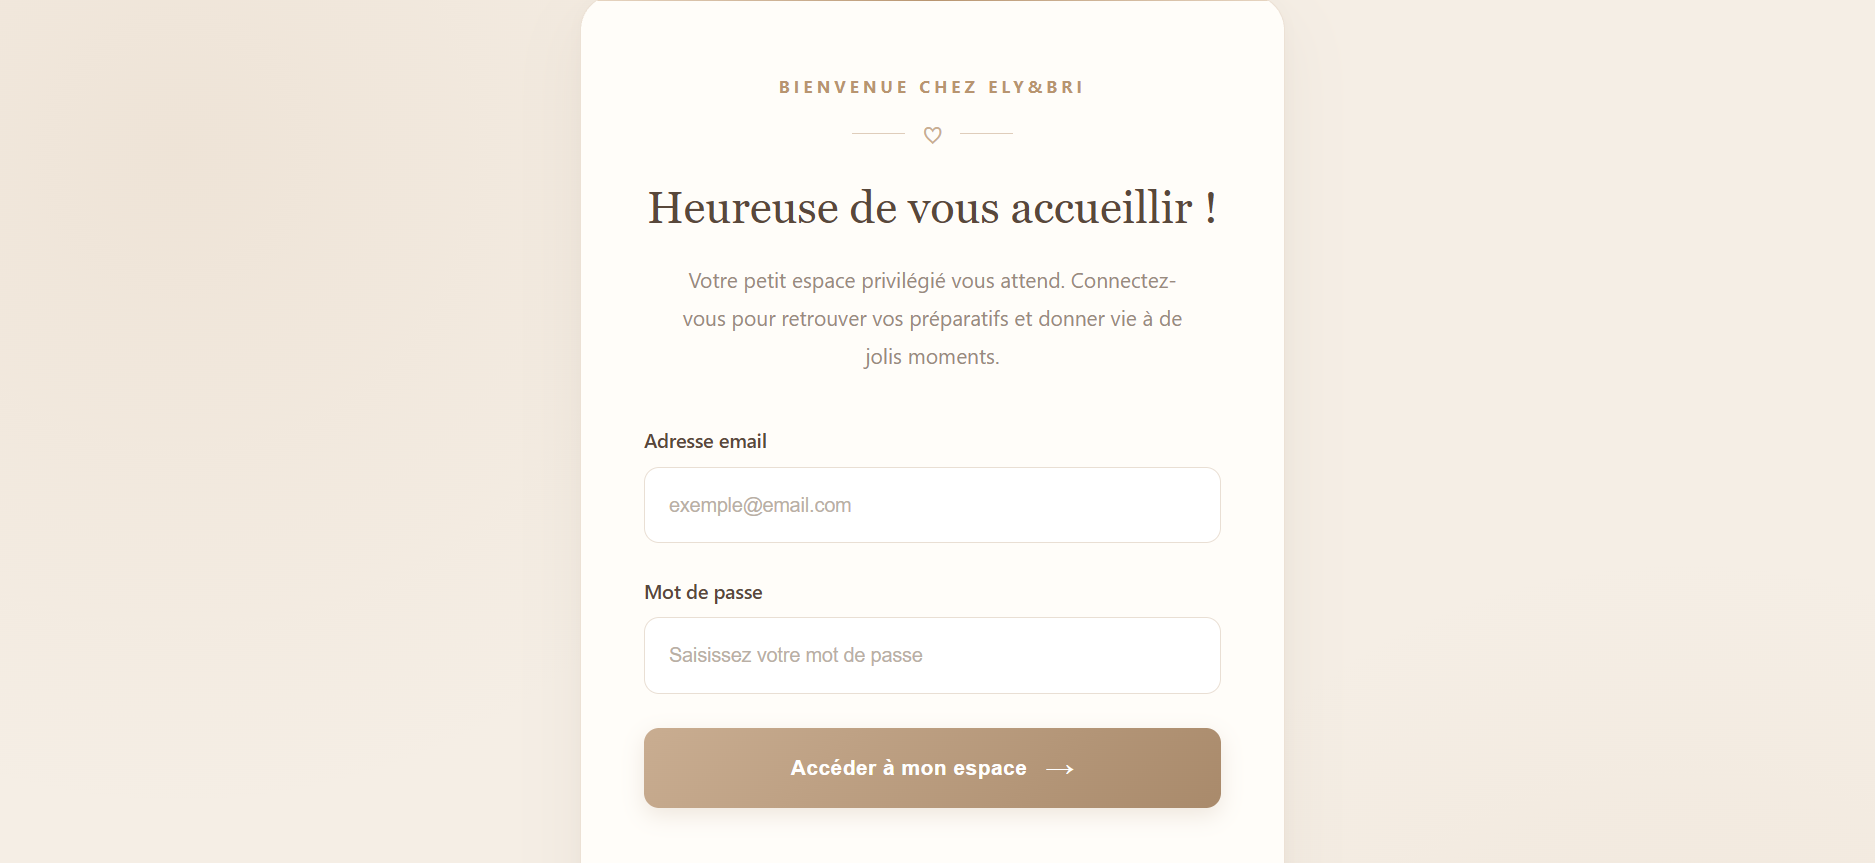 BIENVENUE CHEZ ELY&BRI
Heureuse de vous accueillir !
Votre petit espace privilégié vous attend. Connectez-
vous pour retrouver vos préparatifs et donner vie à de
jolis moments.
Adresse email
exemple@email.com
Mot de passe
Saisissez votre mot de passe
Accéder à mon espace →